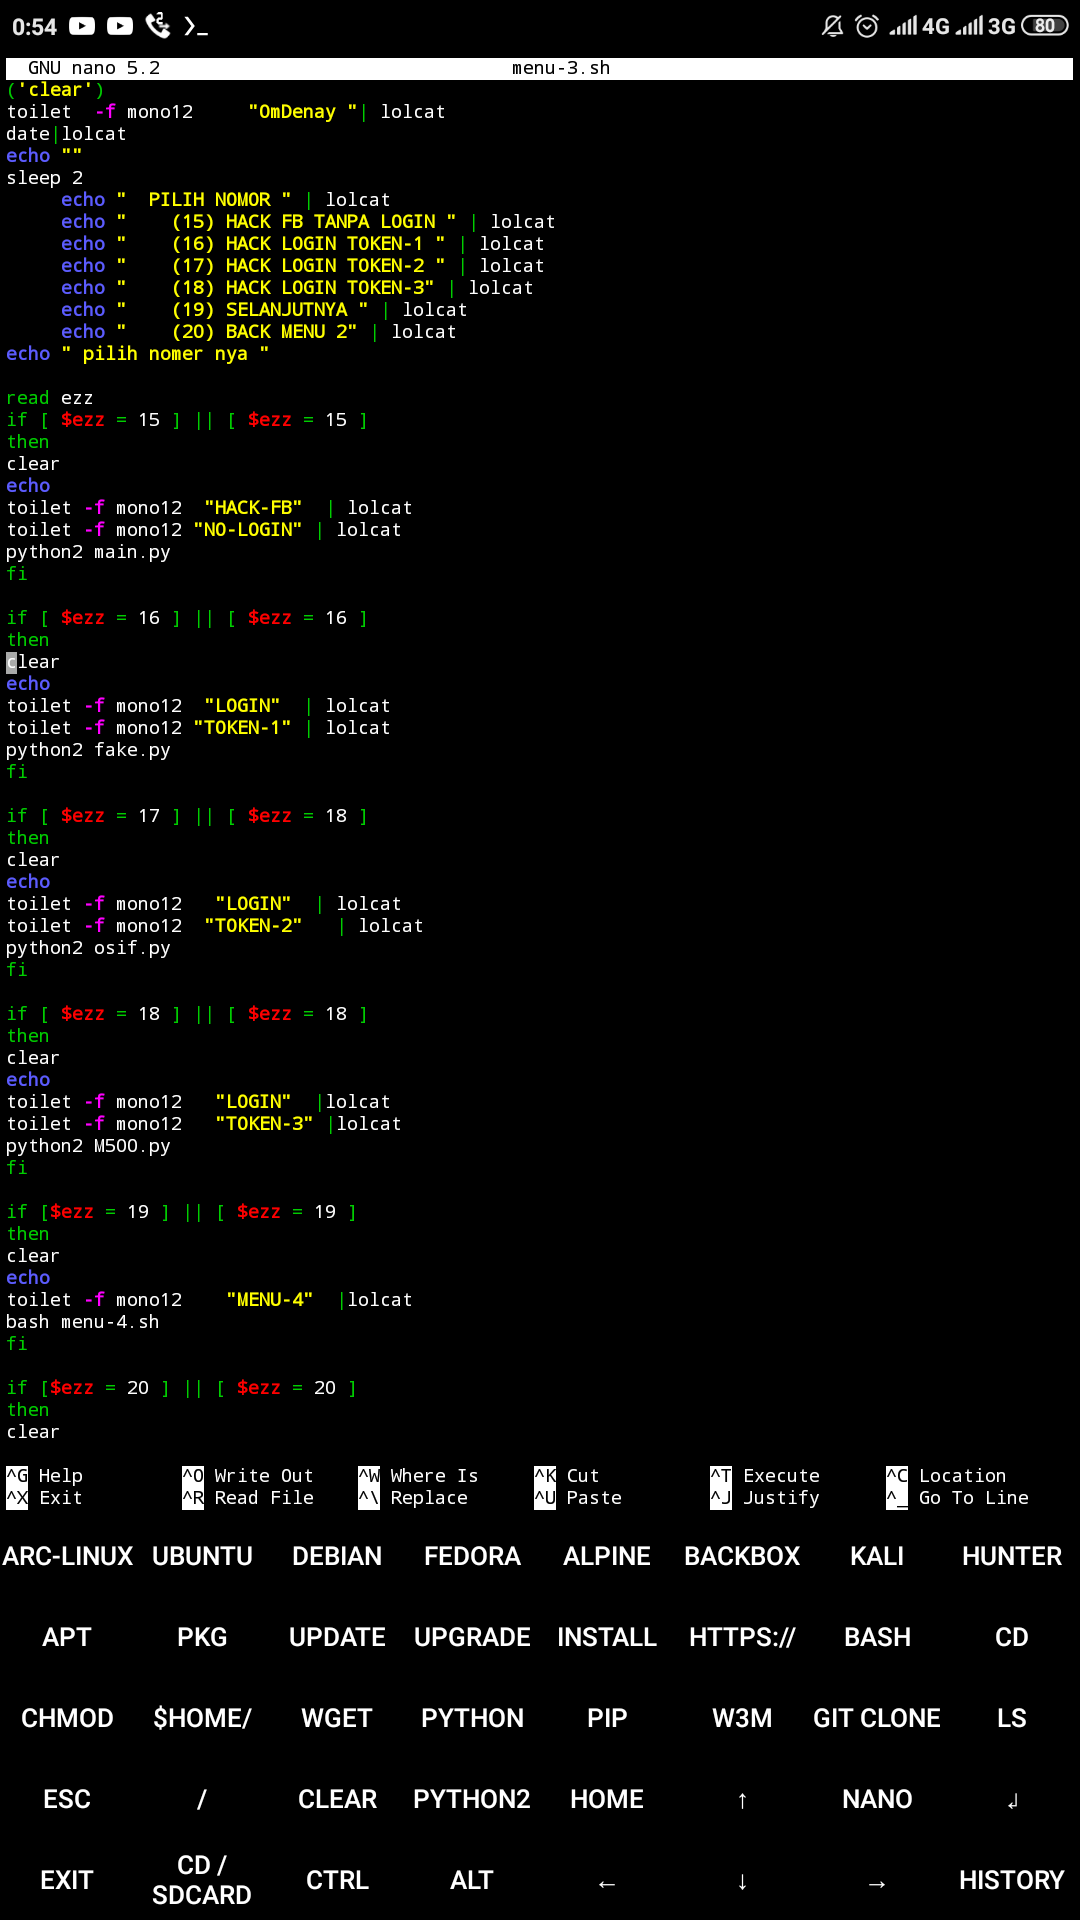 0:54 4G 3G 80
GNU nano 5.2 menu-3.sh
('clear')
toilet  -f mono12     "OmDenay "| lolcat
date|lolcat
echo ""
sleep 2
     echo "  PILIH NOMOR " | lolcat
     echo "    (15) HACK FB TANPA LOGIN " | lolcat
     echo "    (16) HACK LOGIN TOKEN-1 " | lolcat
     echo "    (17) HACK LOGIN TOKEN-2 " | lolcat
     echo "    (18) HACK LOGIN TOKEN-3" | lolcat
     echo "    (19) SELANJUTNYA " | lolcat
     echo "    (20) BACK MENU 2" | lolcat
echo " pilih nomer nya "
read ezz
if [ $ezz = 15 ] || [ $ezz = 15 ]
then
clear
echo
toilet -f mono12  "HACK-FB"  | lolcat
toilet -f mono12 "NO-LOGIN" | lolcat
python2 main.py
fi
if [ $ezz = 16 ] || [ $ezz = 16 ]
then
clear
echo
toilet -f mono12  "LOGIN"  | lolcat
toilet -f mono12 "TOKEN-1" | lolcat
python2 fake.py
fi
if [ $ezz = 17 ] || [ $ezz = 18 ]
then
clear
echo
toilet -f mono12   "LOGIN"  | lolcat
toilet -f mono12  "TOKEN-2"   | lolcat
python2 osif.py
fi
if [ $ezz = 18 ] || [ $ezz = 18 ]
then
clear
echo
toilet -f mono12   "LOGIN"  |lolcat
toilet -f mono12   "TOKEN-3" |lolcat
python2 M500.py
fi
if [$ezz = 19 ] || [ $ezz = 19 ]
then
clear
echo
toilet -f mono12    "MENU-4"  |lolcat
bash menu-4.sh
fi
if [$ezz = 20 ] || [ $ezz = 20 ]
then
clear
^G Help ^O Write Out ^W Where Is ^K Cut ^T Execute ^C Location
^X Exit ^R Read File ^\ Replace ^U Paste ^J Justify ^_ Go To Line
ARC-LINUX UBUNTU DEBIAN FEDORA ALPINE BACKBOX KALI HUNTER
APT PKG UPDATE UPGRADE INSTALL HTTPS:// BASH CD
CHMOD $HOME/ WGET PYTHON PIP W3M GIT CLONE LS
ESC / CLEAR PYTHON2 HOME ↑ NANO ↲
EXIT CD / SDCARD CTRL ALT ← ↓ → HISTORY